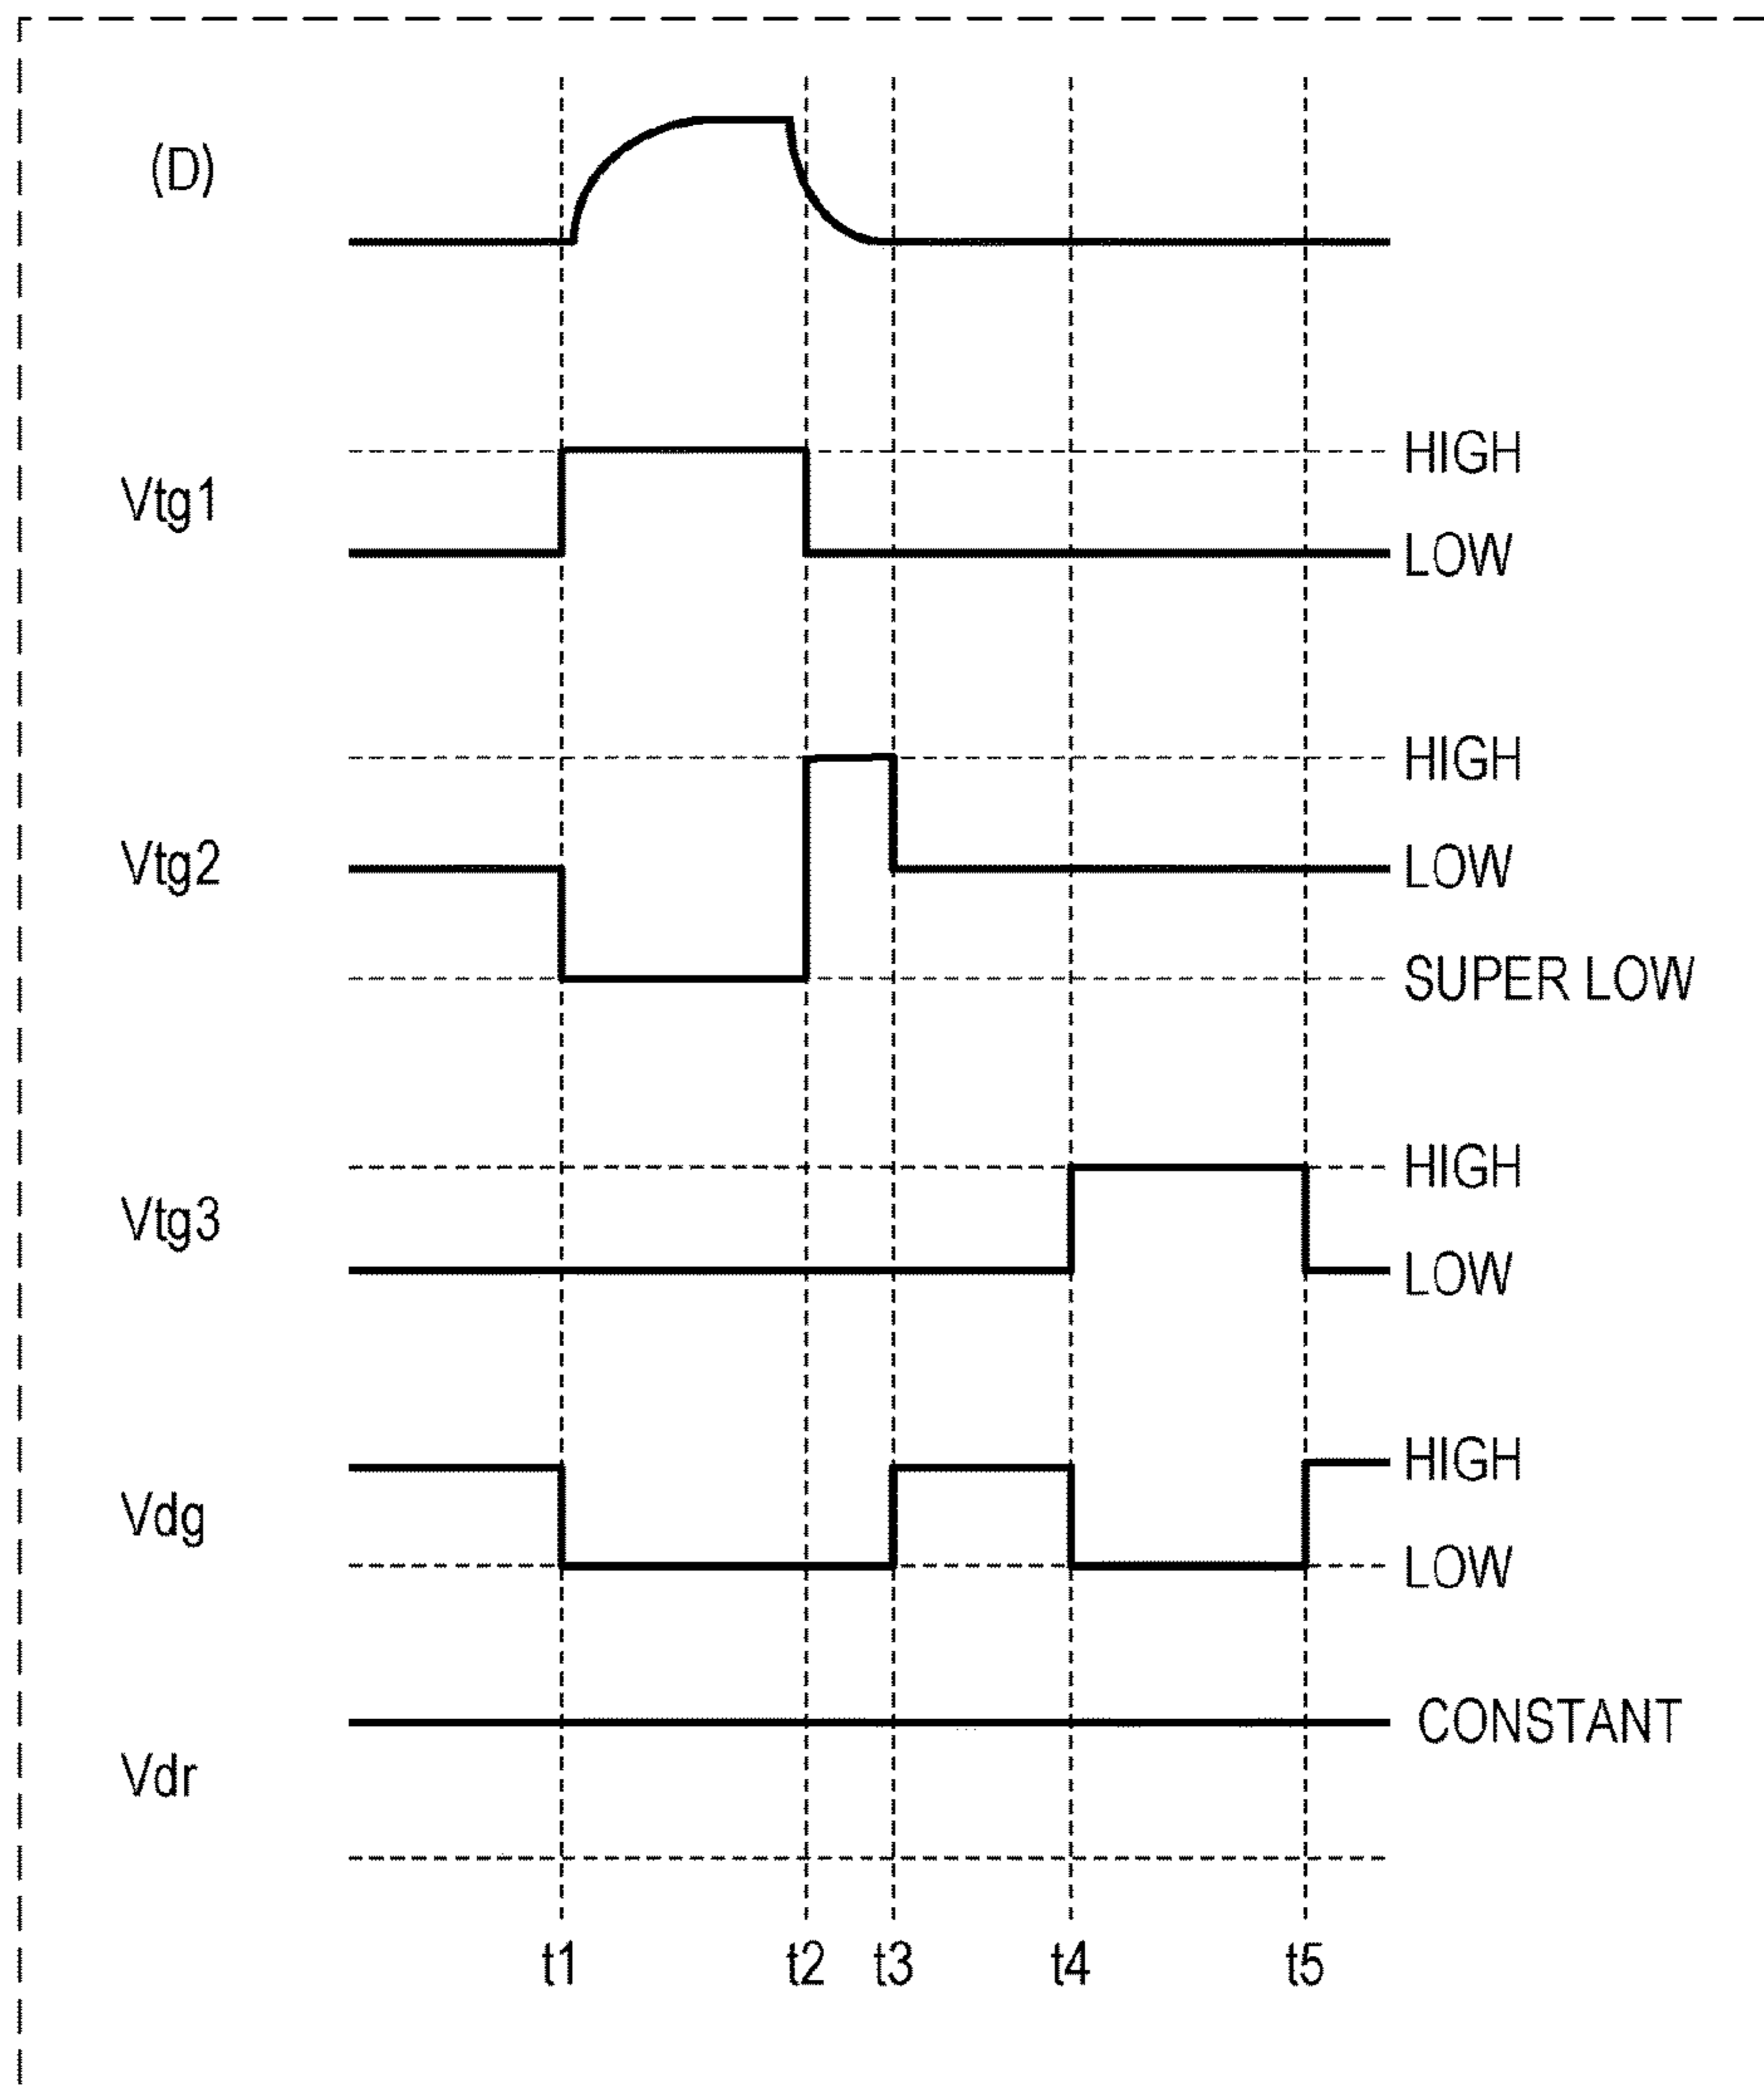 (D)
HIGH
Vtg1
LOW
HIGH
Vtg2
LOW
SUPER LOW
HIGH
Vtg3
LOW
HIGH
Vdg
LOW
CONSTANT
Vdr
t1 t2 t3 t4 t5